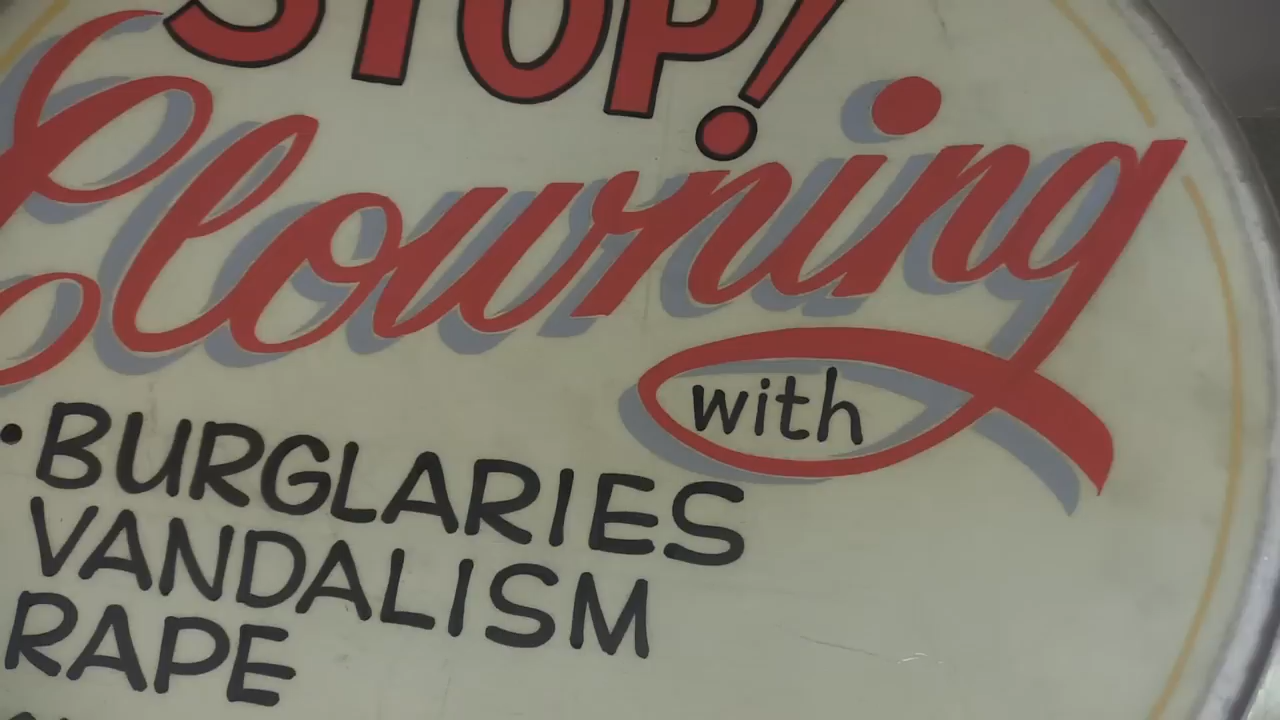 STOP!
Clowning
with
• BURGLARIES
VANDALISM
RAPE